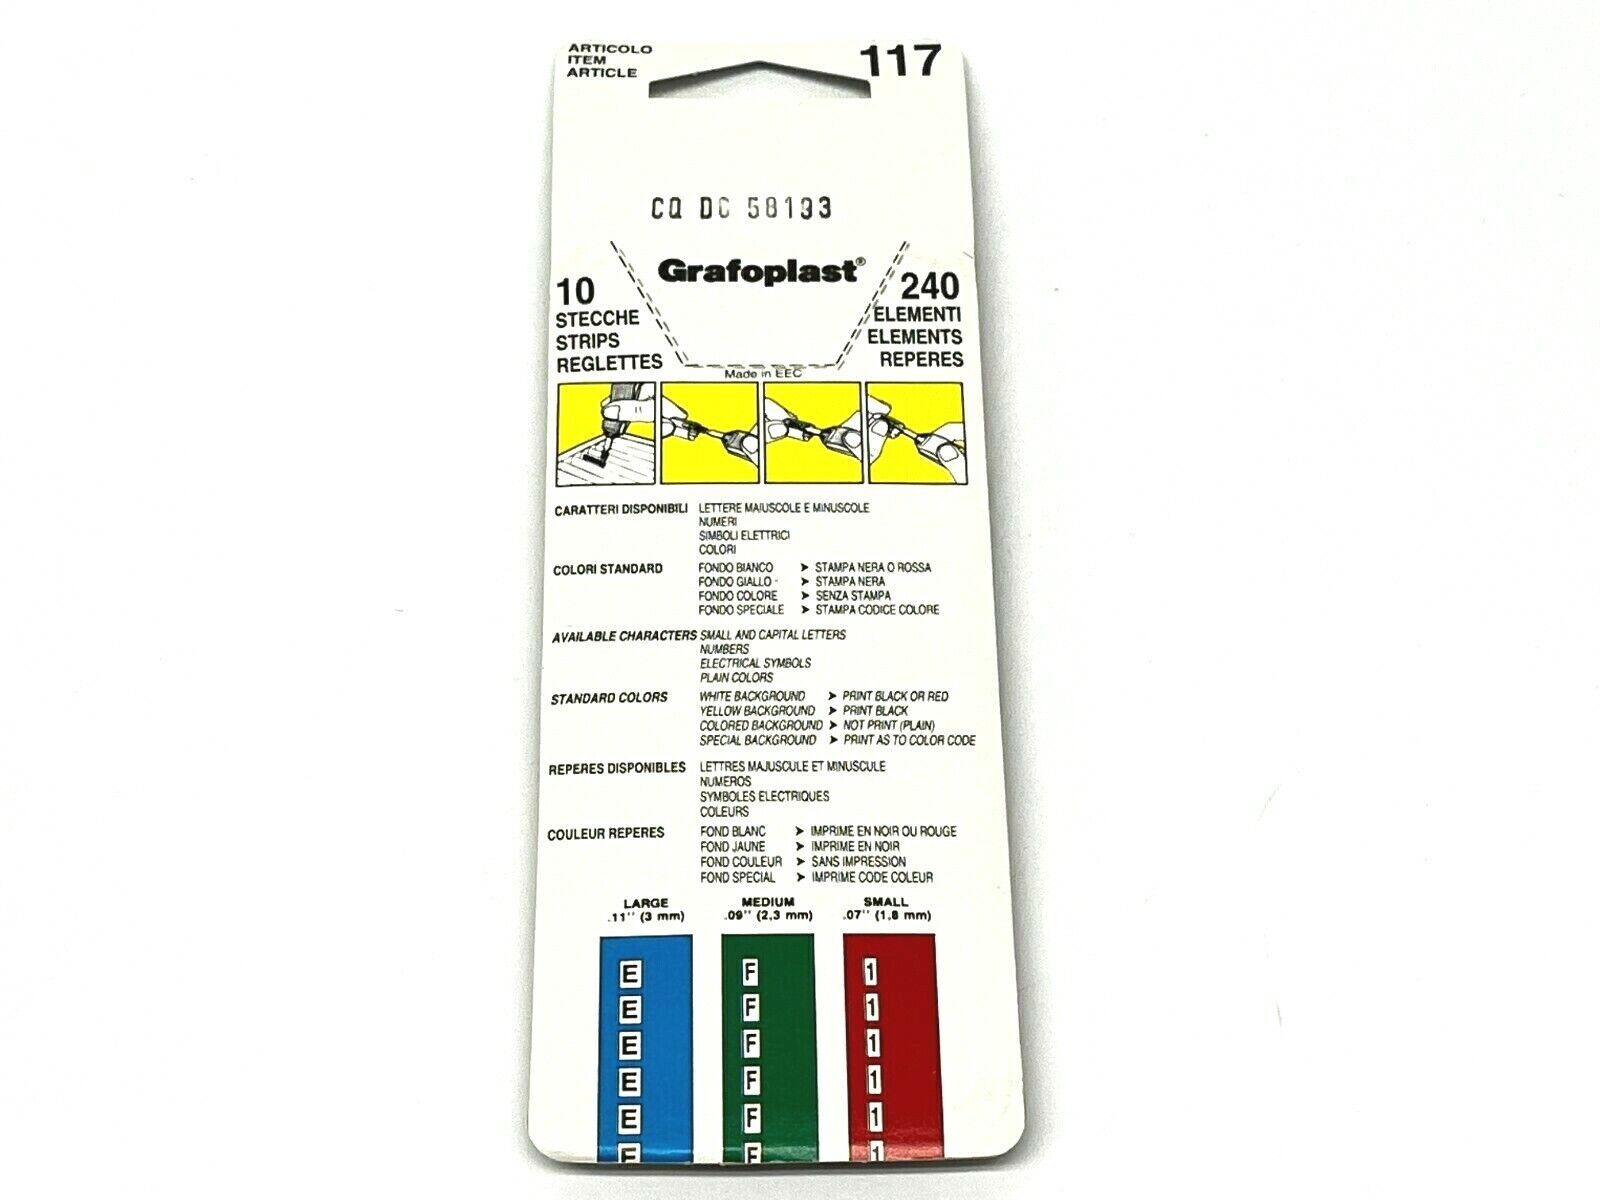 ARTICOLO
ITEM
ARTICLE
117
CQ DC 58193
Grafoplast®
10
STECCHE
STRIPS
REGLETTES
240
ELEMENTI
ELEMENTS
REPERES
Made in EEC
CARATTERI DISPONIBILI LETTERE MAIUSCOLE E MINUSCOLE
NUMERI
SIMBOLI ELETTRICI
COLORI
COLORI STANDARD FONDO BIANCO ➤ STAMPA NERA O ROSSA
FONDO GIALLO - ➤ STAMPA NERA
FONDO COLORE ➤ SENZA STAMPA
FONDO SPECIALE ➤ STAMPA CODICE COLORE
AVAILABLE CHARACTERS SMALL AND CAPITAL LETTERS
NUMBERS
ELECTRICAL SYMBOLS
PLAIN COLORS
STANDARD COLORS WHITE BACKGROUND ➤ PRINT BLACK OR RED
YELLOW BACKGROUND ➤ PRINT BLACK
COLORED BACKGROUND ➤ NOT PRINT (PLAIN)
SPECIAL BACKGROUND ➤ PRINT AS TO COLOR CODE
REPERES DISPONIBLES LETTRES MAJUSCULE ET MINUSCULE
NUMEROS
SYMBOLES ELECTRIQUES
COLEURS
COULEUR REPERES FOND BLANC ➤ IMPRIME EN NOIR OU ROUGE
FOND JAUNE ➤ IMPRIME EN NOIR
FOND COULEUR ➤ SANS IMPRESSION
FOND SPECIAL ➤ IMPRIME CODE COLEUR
LARGE MEDIUM SMALL
.11" (3 mm) .09" (2,3 mm) .07" (1,8 mm)
E F 1
E F 1
E F 1
E F 1
E F 1
E F 1